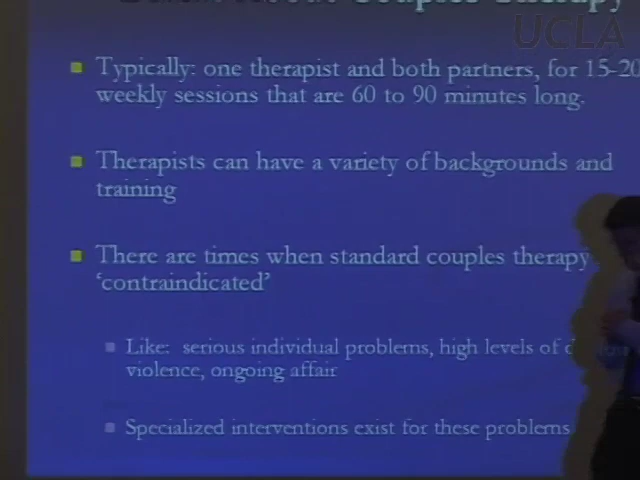 Couples Therapy
UCLA
Typically: one therapist and both partners, for 15-20
weekly sessions that are 60 to 90 minutes long.
Therapists can have a variety of backgrounds and
training
There are times when standard couples therapy
'contraindicated'
Like: serious individual problems, high levels of
violence, ongoing affair
Specialized interventions exist for these problems